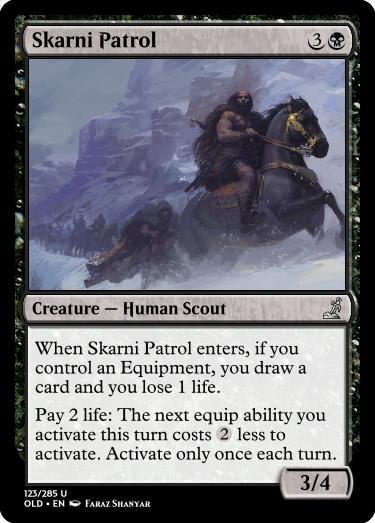 Skarni Patrol 3
Creature — Human Scout
When Skarni Patrol enters, if you
control an Equipment, you draw a
card and you lose 1 life.
Pay 2 life: The next equip ability you
activate this turn costs 2 less to
activate. Activate only once each turn.
3/4
123/285 U
OLD • EN Faraz Shanyar